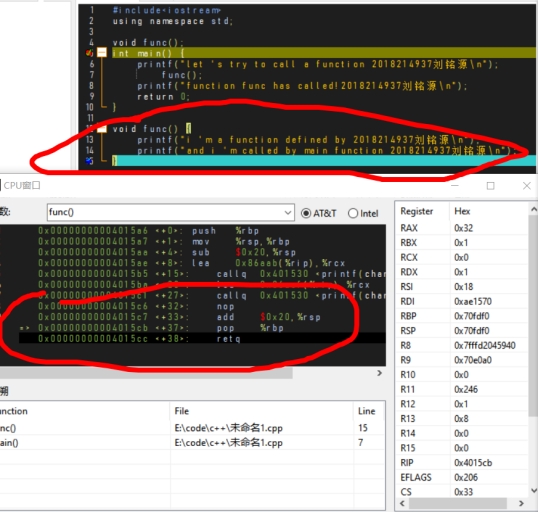 1 #include<iostream>
2 using namespace std;
3
4 void func();
int main() {
6 printf("let 's try to call a function 2018214937刘铭源\n");
7 func();
8 printf("function func has called!2018214937刘铭源\n");
9 return 0;
10 }
11
void func() {
13 printf("i 'm a function defined by 2018214937刘铭源\n");
14 printf("and i 'm called by main function 2018214937刘铭源\n");
}
CPU窗口
数: func() AT&T Intel
0x00000000004015a6 <+0>: push %rbp
0x00000000004015a7 <+1>: mov %rsp,%rbp
0x00000000004015aa <+4>: sub $0x20,%rsp
0x00000000004015ae <+8>: lea 0x86aab(%rip),%rcx
0x00000000004015b5 <+15>: callq 0x401530 <printf(char
<+27>: callq 0x401530 <printf(char
0x00000000004015c6 <+32>: nop
0x00000000004015c7 <+33>: add $0x20,%rsp
=> 0x00000000004015cb <+37>: pop %rbp
0x00000000004015cc <+38>: retq
Register Hex
RAX 0x32
RBX 0x1
RCX 0x0
RDX 0x1
RSI 0x18
RDI 0xae1570
RBP 0x70fdf0
RSP 0x70fdf0
R8 0x7fffd2045940
R9 0x70e0a0
R10 0x0
R11 0x246
R12 0x1
R13 0x8
R14 0x0
R15 0x0
RIP 0x4015cb
EFLAGS 0x206
CS 0x33
朔
unction File Line
nc() E:\code\c++\未命名1.cpp 15
ain() E:\code\c++\未命名1.cpp 7